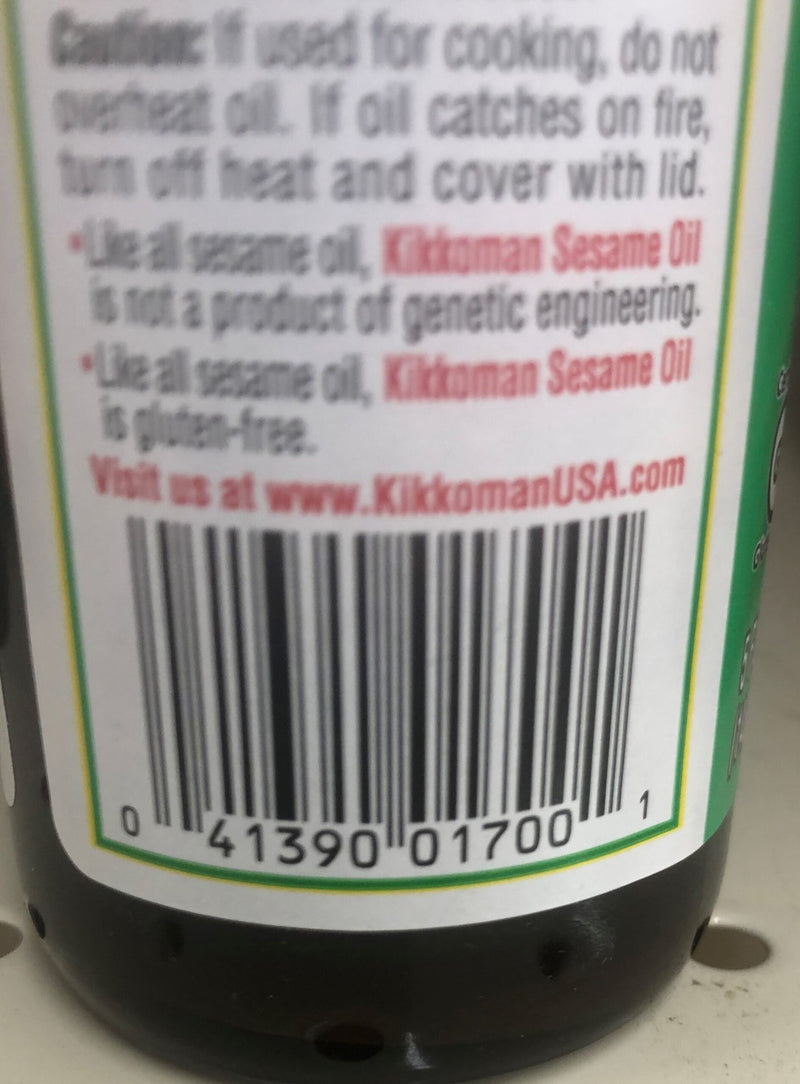 Caution: If used for cooking, do not
overheat oil. If oil catches on fire,
turn off heat and cover with lid.
•Like all sesame oil, Kikkoman Sesame Oil
is not a product of genetic engineering.
•Like all sesame oil, Kikkoman Sesame Oil
is gluten-free.
Visit us at www.KikkomanUSA.com
0 41390 01700 1